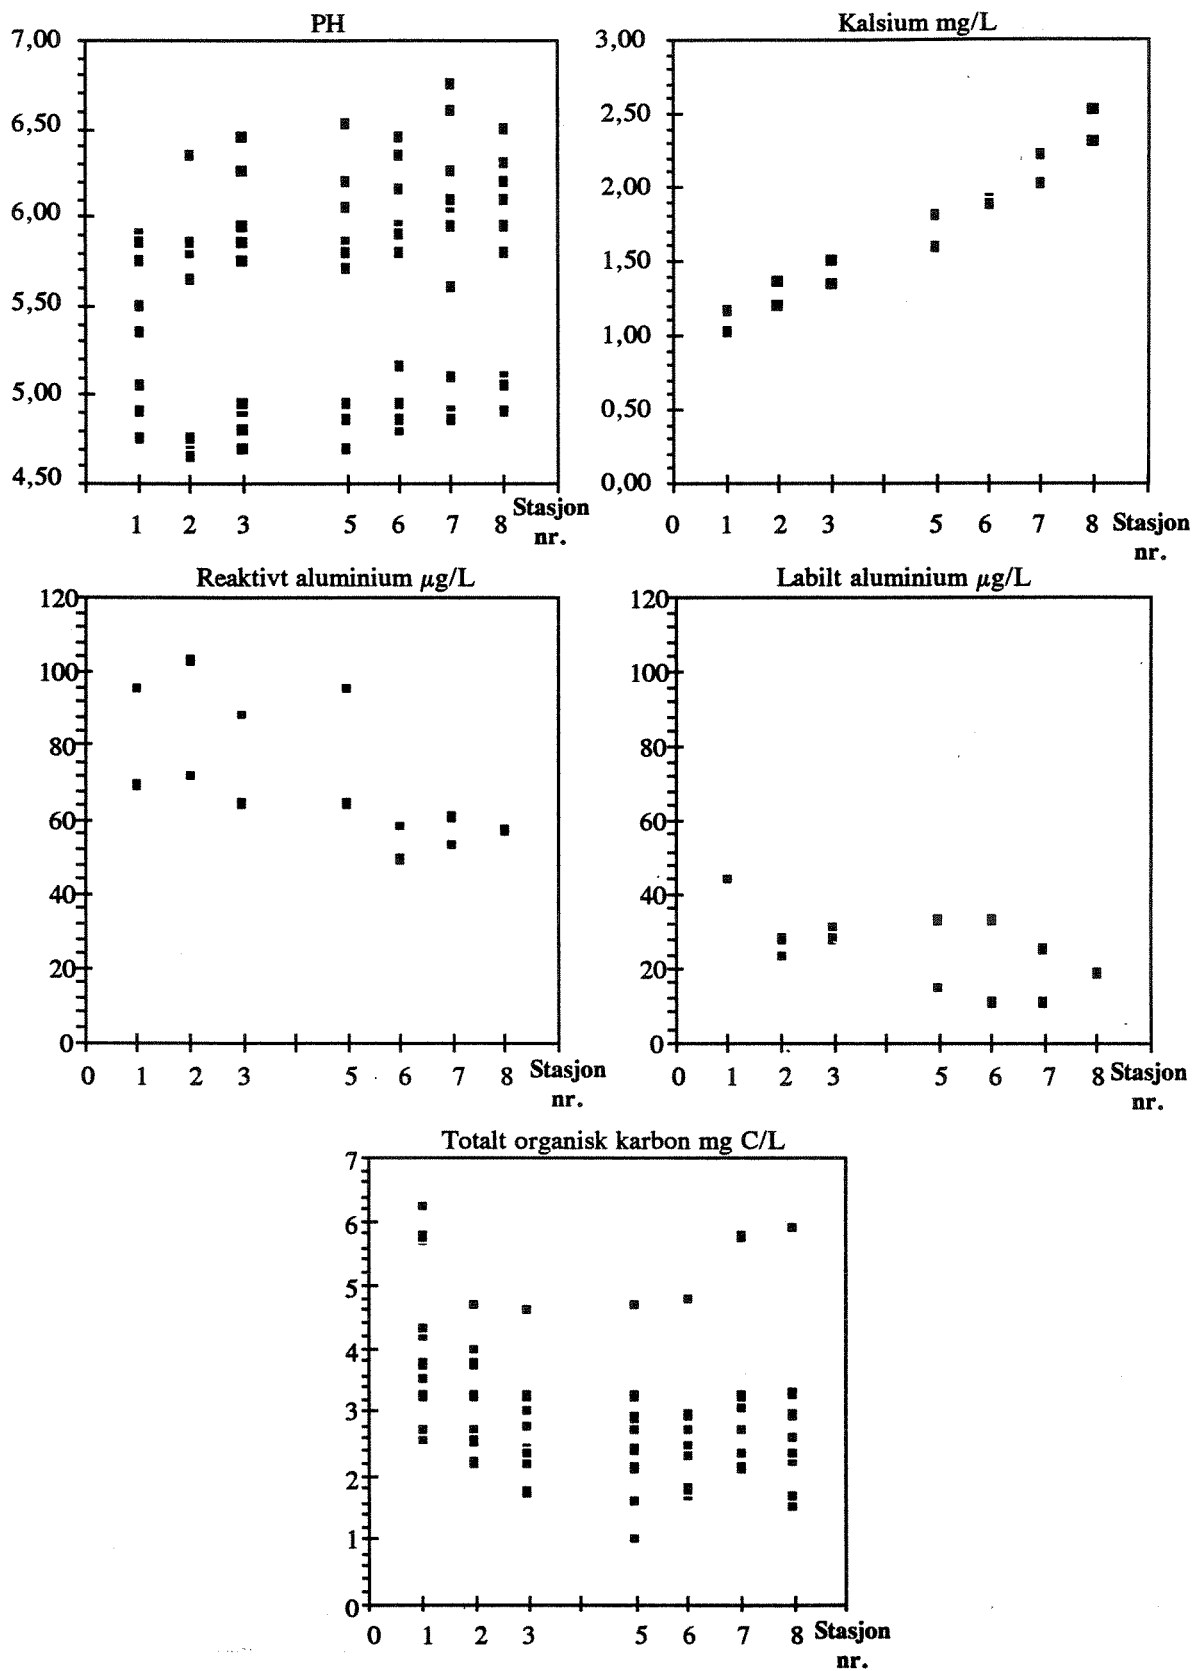 PH
7,00
6,50
6,00
5,50
5,00
4,50
1 2 3 5 6 7 8 Stasjon
nr.
Kalsium mg/L
3,00
2,50
2,00
1,50
1,00
0,50
0,00
0 1 2 3 5 6 7 8 Stasjon
nr.
Reaktivt aluminium µg/L
120
100
80
60
40
20
0
0 1 2 3 5 6 7 8 Stasjon
nr.
Labilt aluminium µg/L
120
100
80
60
40
20
0
0 1 2 3 5 6 7 8 Stasjon
nr.
Totalt organisk karbon mg C/L
7
6
5
4
3
2
1
0
0 1 2 3 5 6 7 8 Stasjon
nr.